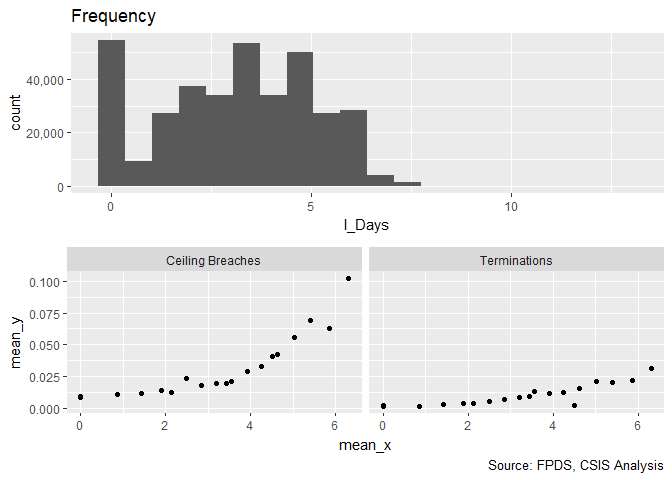 Frequency
count
40,000
20,000
0
0
5
10
l_Days
Ceiling Breaches
Terminations
mean_y
0.100
0.075
0.050
0.025
0.000
0
2
4
6
0
2
4
6
mean_x
Source: FPDS, CSIS Analysis